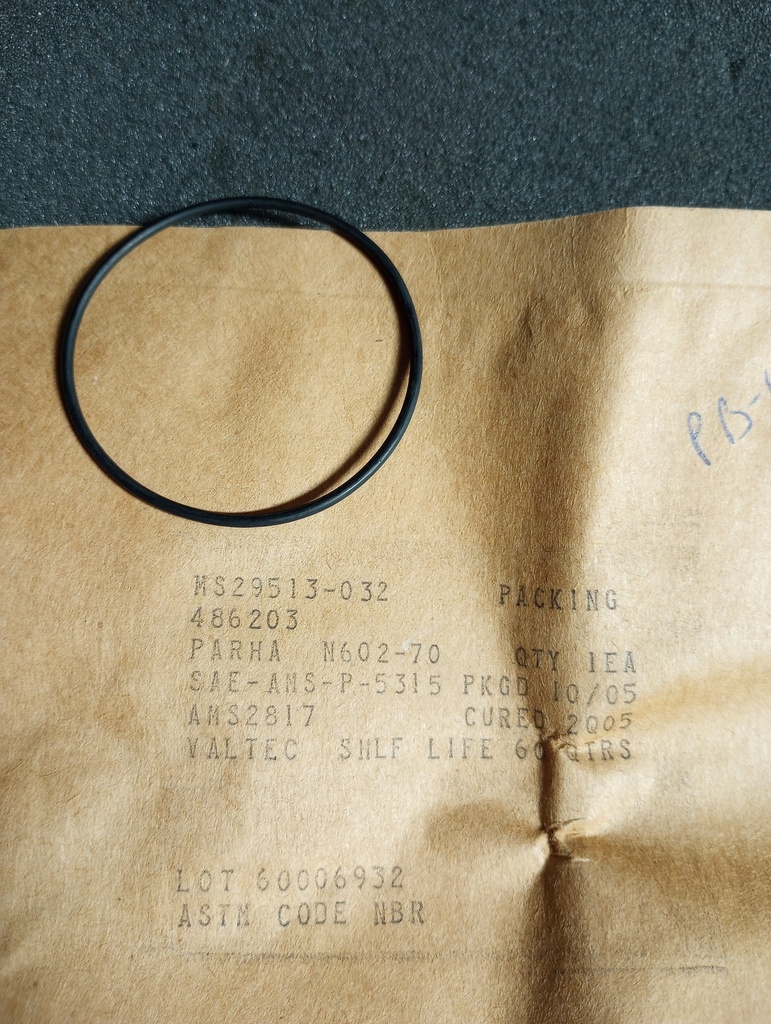 MS29513-032 PACKING
486203
PARHA N602-70 QTY 1EA
SAE-AMS-P-5315 PKGD 10/05
AMS2817 CURED 2Q05
VALTEC SHLF LIFE 60 QTRS
LOT 60006932
ASTM CODE NBR